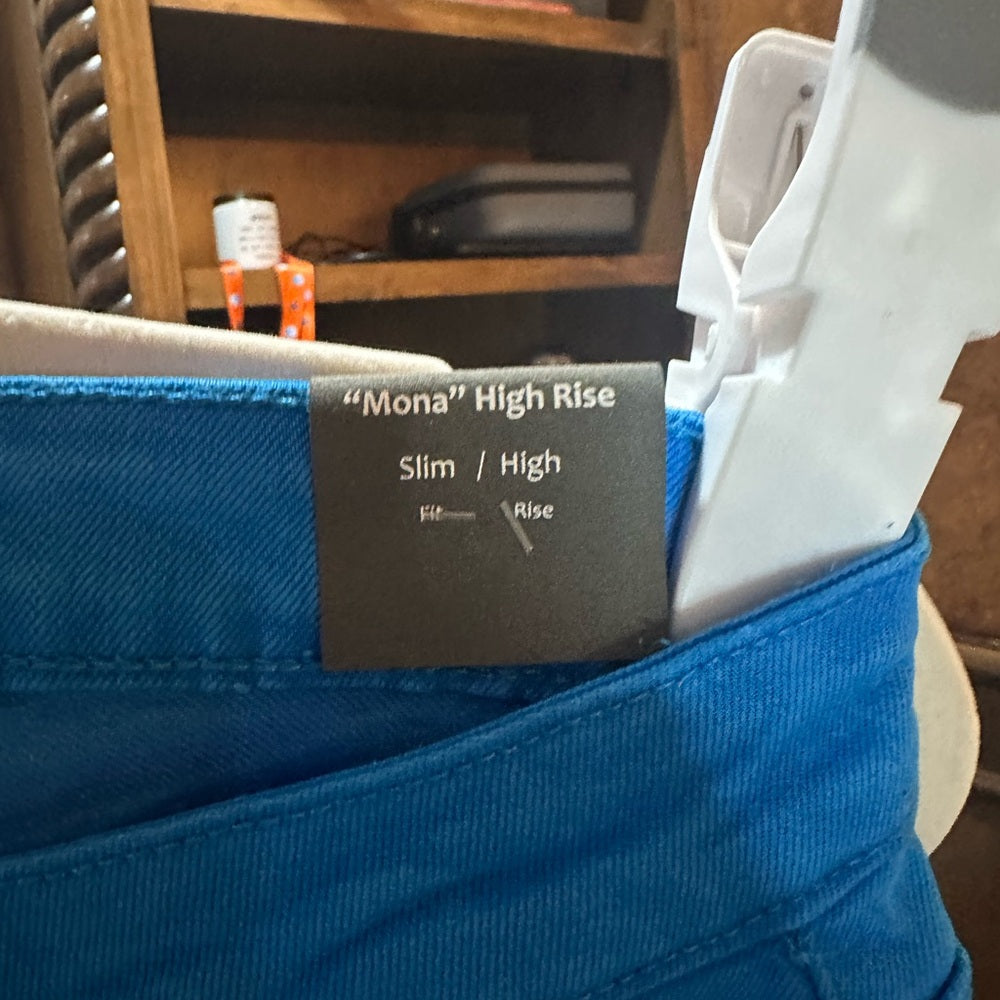 “Mona” High Rise
Slim / High
Fit Rise